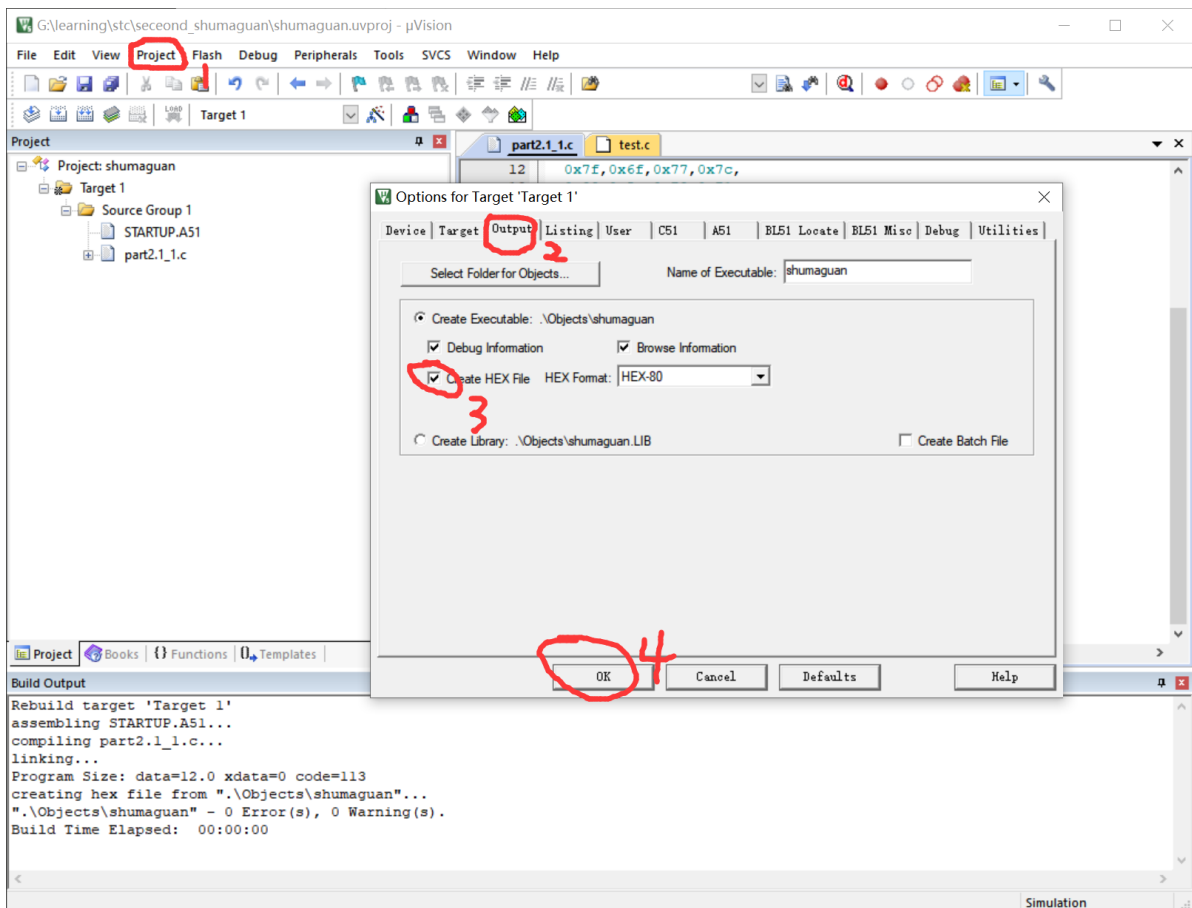 G:\learning\stc\seceond_shumaguan\shumaguan.uvproj - µVision
File Edit View Project Flash Debug Peripherals Tools SVCS Window Help
1
LOAD
Target 1
Project
part2.1_1.c test.c
Project: shumaguan
12 0x7f,0x6f,0x77,0x7c,
Target 1
Source Group 1
STARTUP.A51
part2.1_1.c
Options for Target 'Target 1'
Device Target Output Listing User C51 A51 BL51 Locate BL51 Misc Debug Utilities
2
Select Folder for Objects... Name of Executable: shumaguan
Create Executable: .\Objects\shumaguan
Debug Information Browse Information
Create HEX File HEX Format: HEX-80
3
Create Library: .\Objects\shumaguan.LIB Create Batch File
4
OK Cancel Defaults Help
Project Books {} Functions 0 Templates
Build Output
Rebuild target 'Target 1'
assembling STARTUP.A51...
compiling part2.1_1.c...
linking...
Program Size: data=12.0 xdata=0 code=113
creating hex file from ".\Objects\shumaguan"...
".\Objects\shumaguan" - 0 Error(s), 0 Warning(s).
Build Time Elapsed: 00:00:00
Simulation